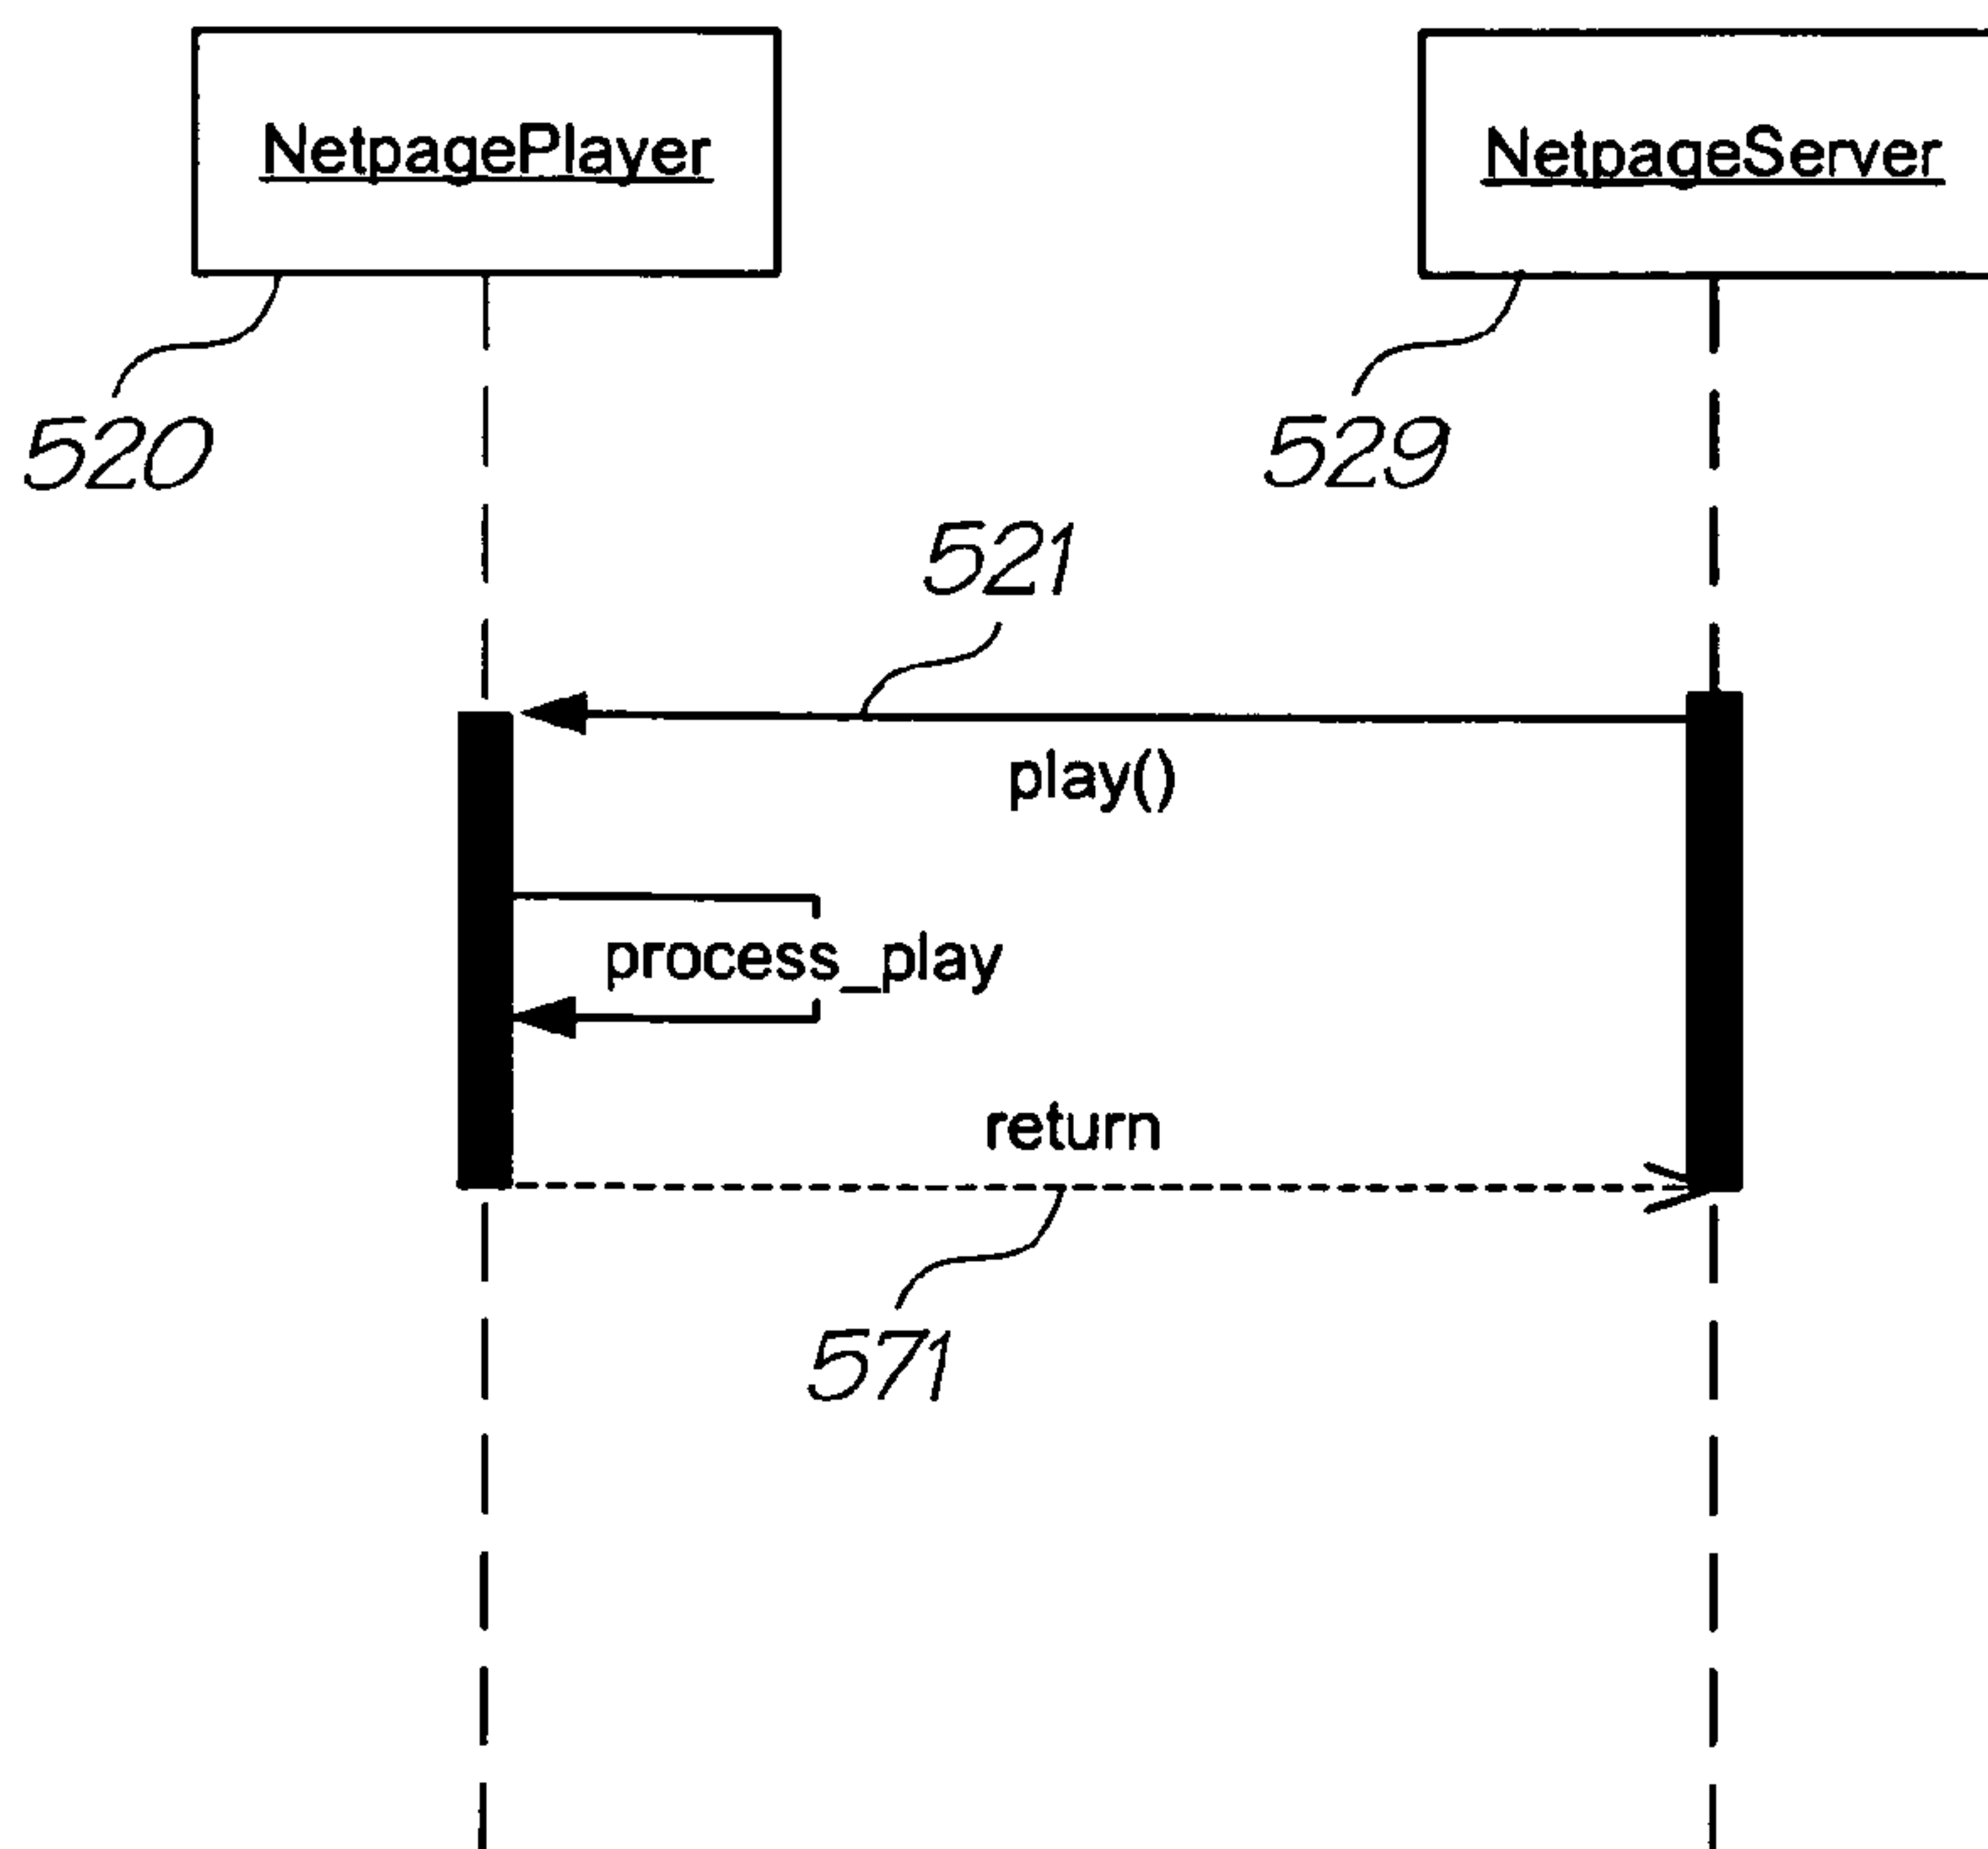 NetpagePlayer
NetpageServer
520
529
521
play()
process_play
return
571